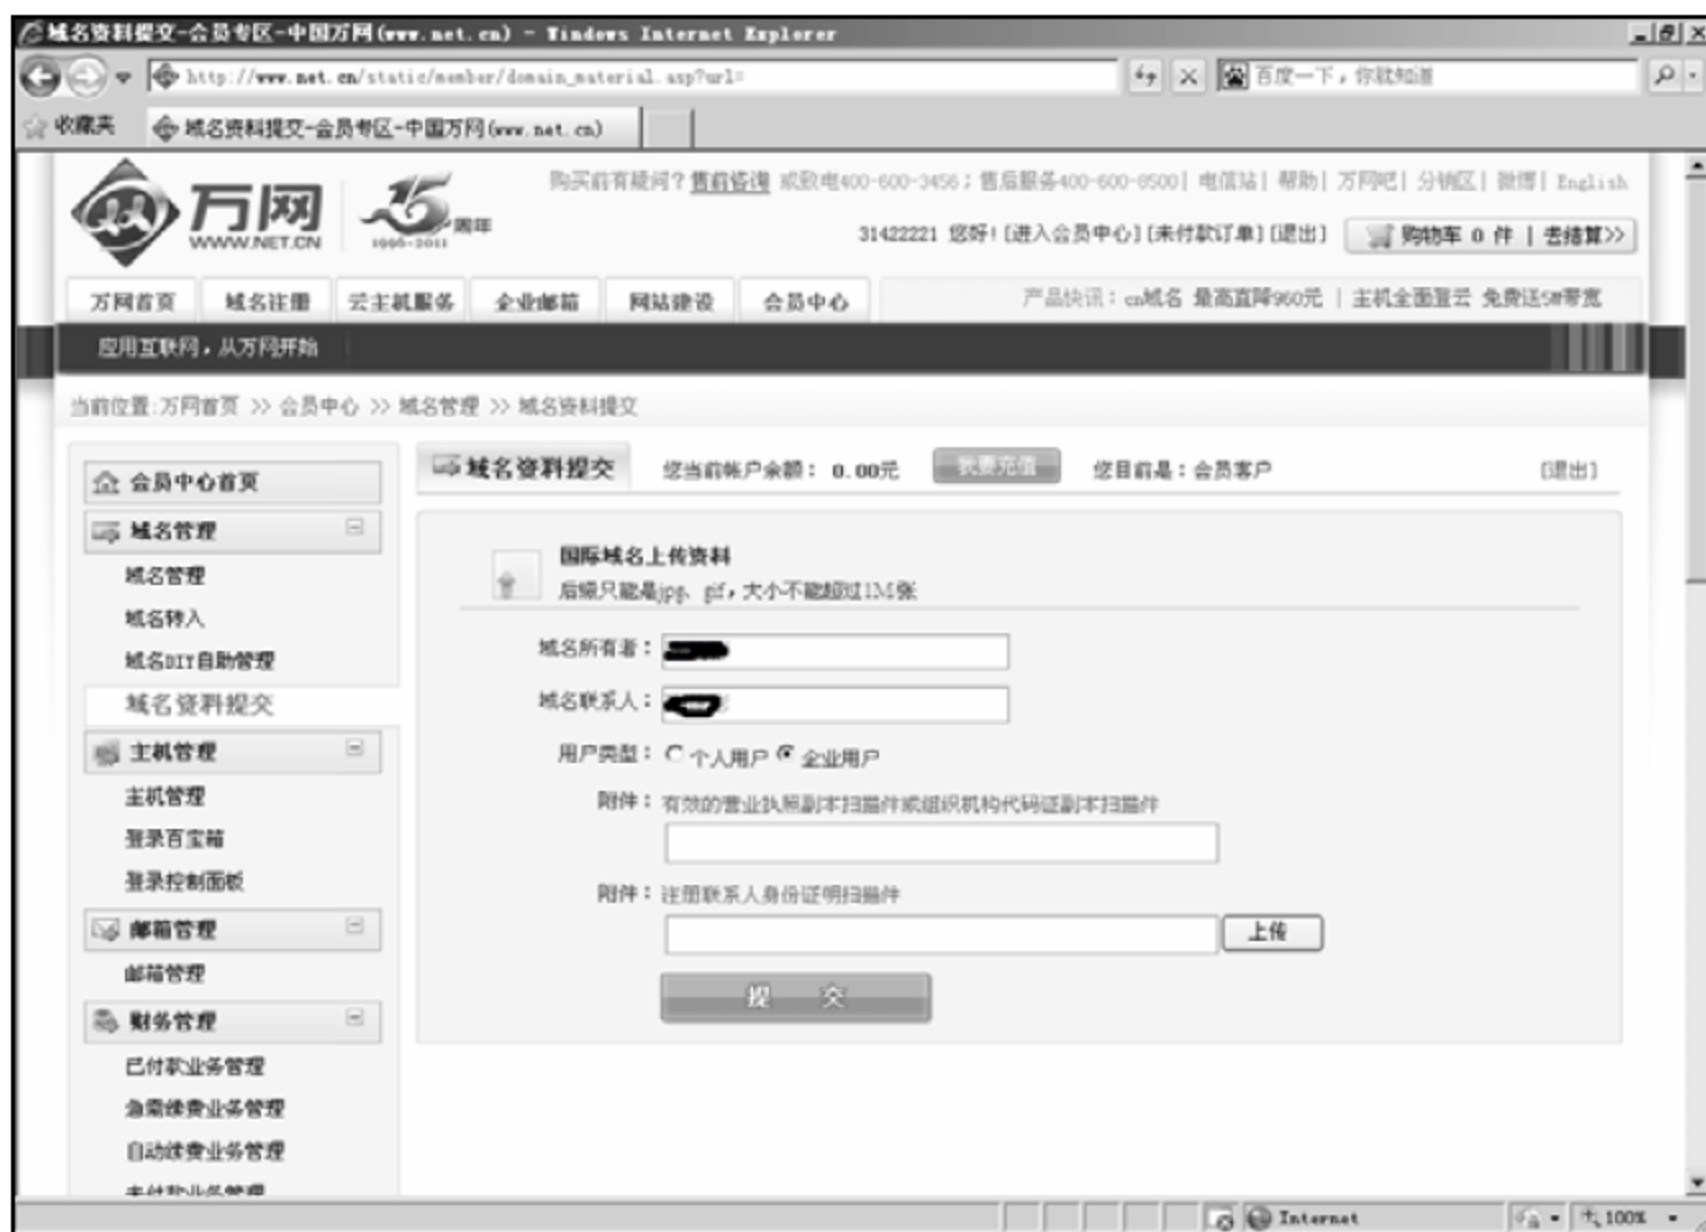 域名资料提交-会员专区-中国万网(www.net.cn) - Windows Internet Explorer
http://www.net.cn/static/member/domain_material.asp?url=
百度一下，你就知道
收藏夹
域名资料提交-会员专区-中国万网(www.net.cn)
购买前有疑问？售前咨询 或致电400-600-3456；售后服务400-600-8500| 电信站| 帮助| 万网吧| 分销区| 微博| English
万网
WWW.NET.CN
15周年
1996-2011
31422221 您好！[进入会员中心][未付款订单][退出]
购物车 0 件 | 去结算>>
万网首页 域名注册 云主机服务 企业邮箱 网站建设 会员中心
产品快讯：cn域名 最高直降960元 | 主机全面登云 免费送5M带宽
应用互联网，从万网开始
当前位置:万网首页 >> 会员中心 >> 域名管理 >> 域名资料提交
会员中心首页
域名管理
域名管理
域名转入
域名DIY自助管理
域名资料提交
主机管理
主机管理
登录百宝箱
登录控制面板
邮箱管理
邮箱管理
财务管理
已付款业务管理
急需续费业务管理
自动续费业务管理
未付款业务管理
域名资料提交
您当前帐户余额：0.00元
我要充值
您目前是：会员客户
[退出]
国际域名上传资料
后缀只能是jpg、gif，大小不能超过1M/张
域名所有者：
域名联系人：
用户类型： 个人用户 企业用户
附件：有效的营业执照副本扫描件或组织机构代码证副本扫描件
附件：注册联系人身份证明扫描件
上传
提 交
Internet
100%